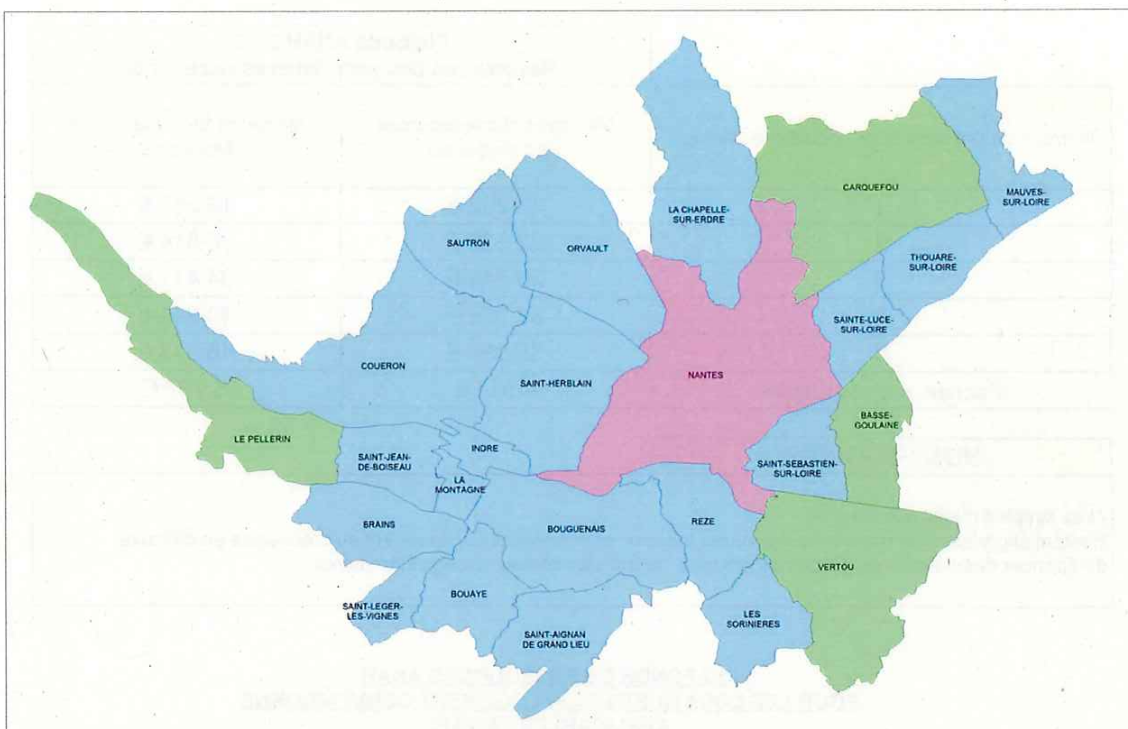 CARQUEFOU
MAUVES-
SUR-LOIRE
LA CHAPELLE-
SUR-ERDRE
SAUTRON
ORVAULT
THOUARE-
SUR-LOIRE
SAINTE-LUCE-
SUR-LOIRE
COUERON
SAINT-HERBLAIN
NANTES
BASSE-
GOULAINE
LE PELLERIN
INDRE
SAINT-JEAN-
DE-BOISEAU
SAINT-SEBASTIEN-
SUR-LOIRE
LA
MONTAGNE
BRAINS
BOUGUENAIS
REZE
VERTOU
SAINT-LEGER-
LES-VIGNES
BOUAYE
LES
SORINIERES
SAINT-AIGNAN
DE GRAND LIEU